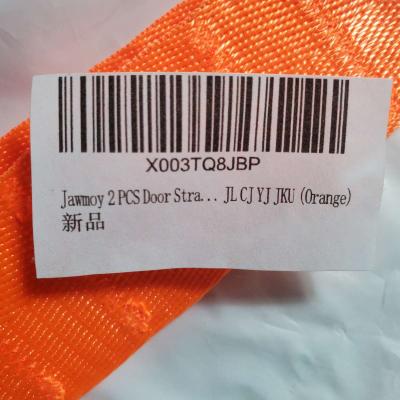 X003TQ8JBP
Jawmoy 2 PCS Door Stra... JL CJ YJ JKU (Orange)
新品